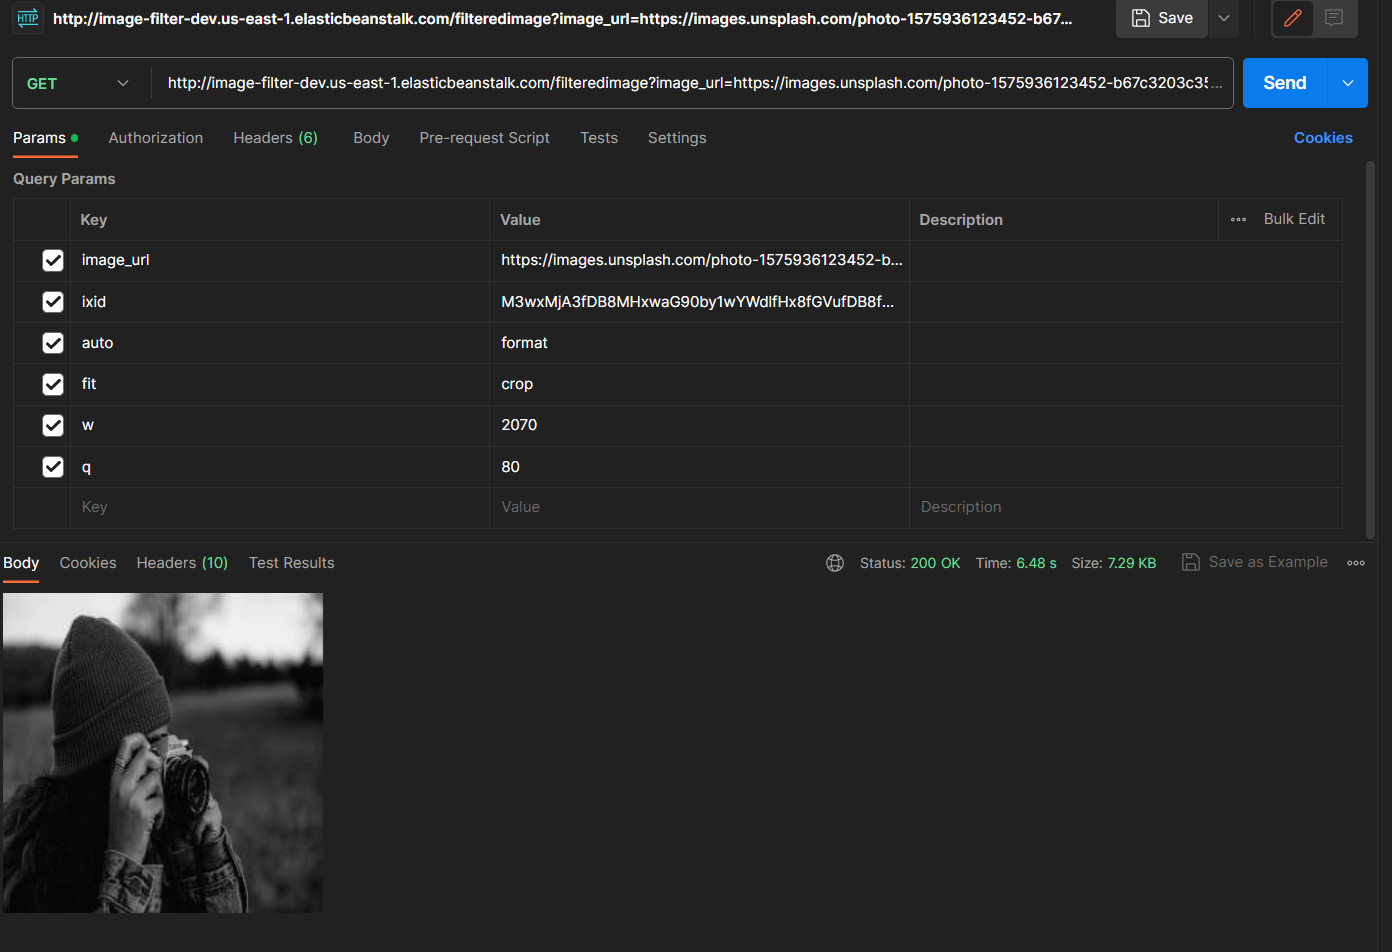 HTTP http://image-filter-dev.us-east-1.elasticbeanstalk.com/filteredimage?image_url=https://images.unsplash.com/photo-1575936123452-b67... Save
GET http://image-filter-dev.us-east-1.elasticbeanstalk.com/filteredimage?image_url=https://images.unsplash.com/photo-1575936123452-b67c3203c35... Send
Params Authorization Headers (6) Body Pre-request Script Tests Settings Cookies
Query Params
Key Value Description ••• Bulk Edit
image_url https://images.unsplash.com/photo-1575936123452-b...
ixid M3wxMjA3fDB8MHxwaG90by1wYWdlfHx8fGVufDB8f...
auto format
fit crop
w 2070
q 80
Key Value Description
Body Cookies Headers (10) Test Results Status: 200 OK Time: 6.48 s Size: 7.29 KB Save as Example